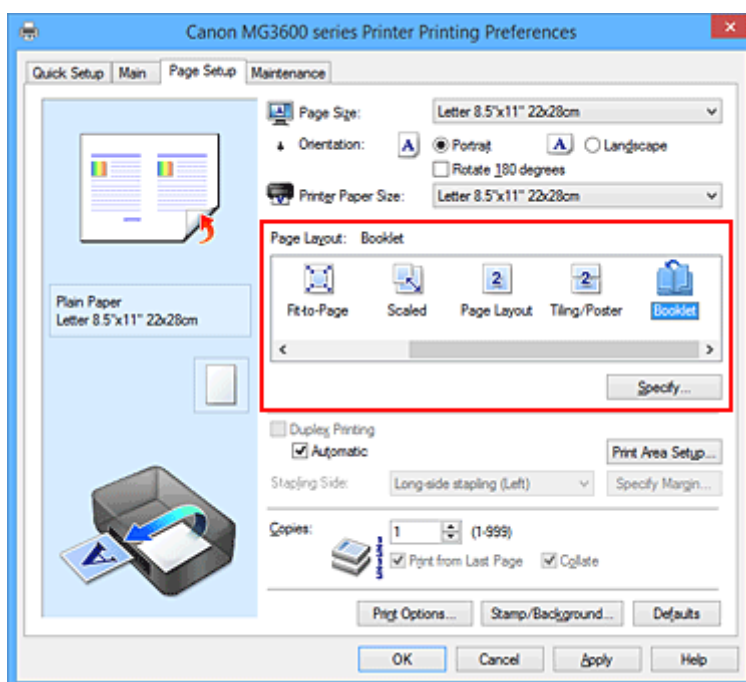 Canon MG3600 series Printer Printing Preferences
Quick Setup Main Page Setup Maintenance
Page Size: Letter 8.5"x11" 22x28cm
Orientation: A Portrait A Landscape
Rotate 180 degrees
Printer Paper Size: Letter 8.5"x11" 22x28cm
Page Layout: Booklet
Fit-to-Page Scaled Page Layout Tiling/Poster Booklet
Plain Paper
Letter 8.5"x11" 22x28cm
Specify...
Duplex Printing
Automatic Print Area Setup...
Stapling Side: Long-side stapling (Left) Specify Margin...
Copies: 1 (1-999)
Print from Last Page Collate
Print Options... Stamp/Background... Defaults
OK Cancel Apply Help